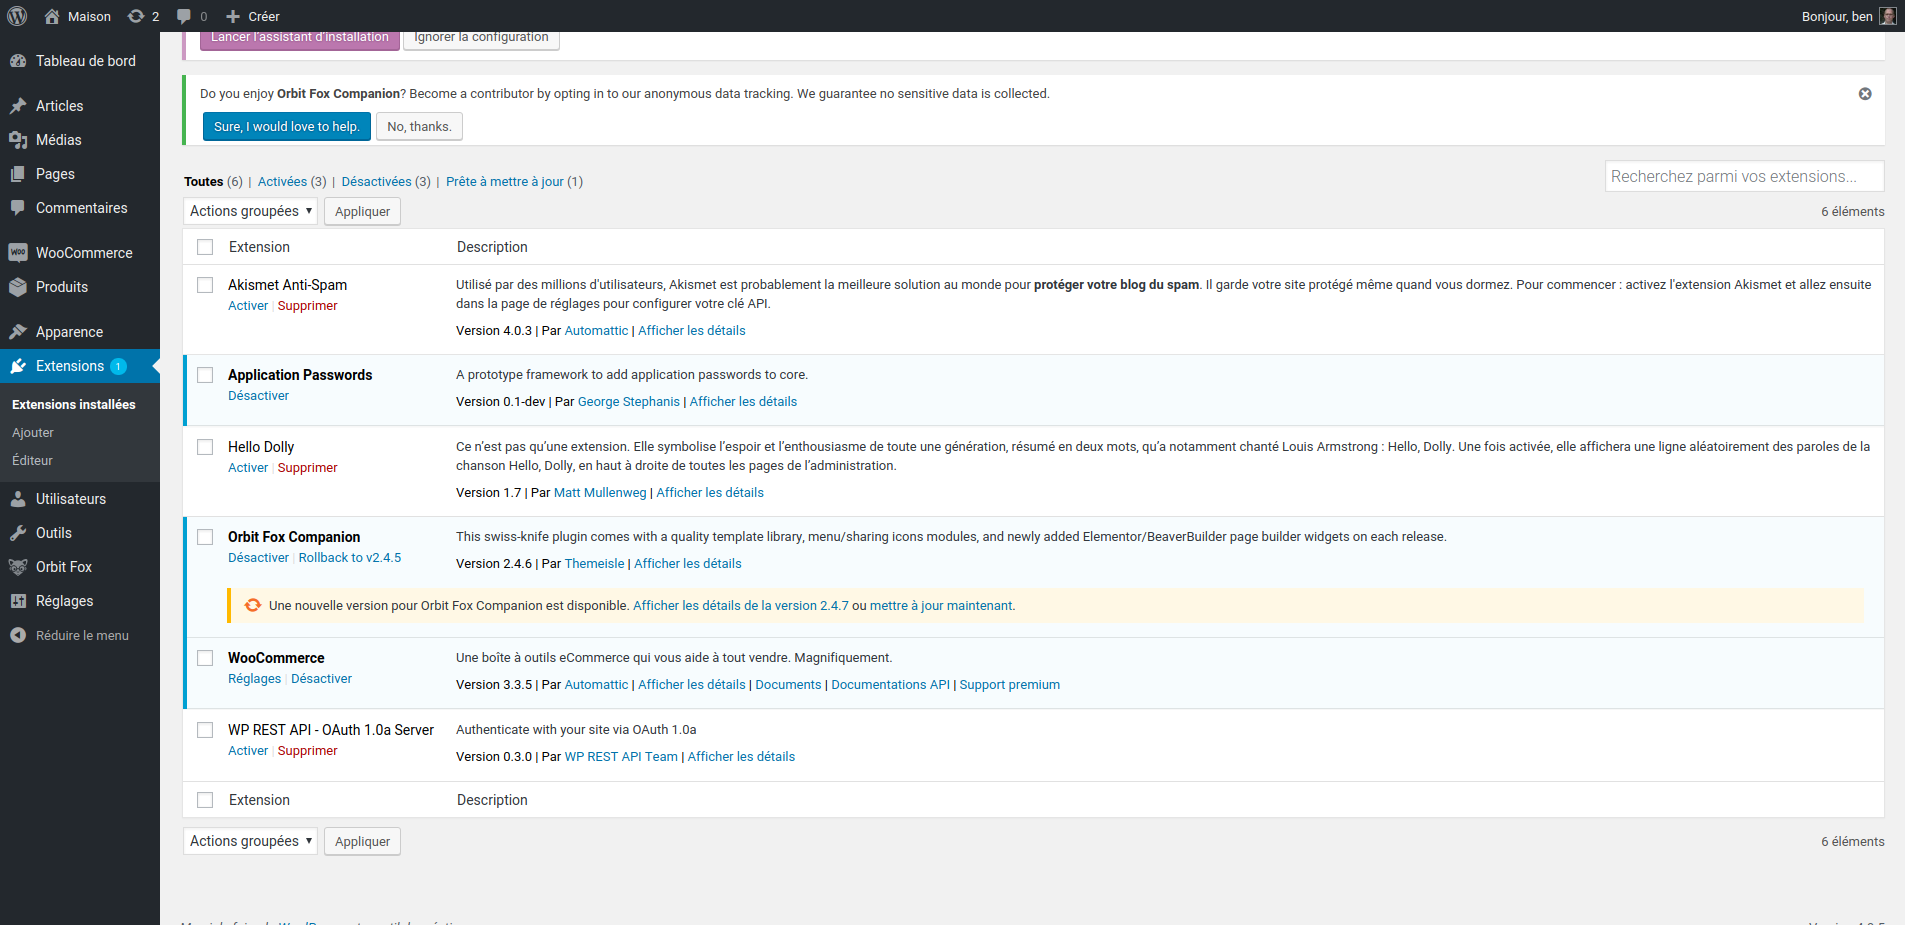 Maison 2 0 Créer Bonjour, ben
Tableau de bord
Articles
Médias
Pages
Commentaires
WooCommerce
Produits
Apparence
Extensions 1
Extensions installées
Ajouter
Éditeur
Utilisateurs
Outils
Orbit Fox
Réglages
Réduire le menu
Lancer l'assistant d'installation Ignorer la configuration
Do you enjoy Orbit Fox Companion? Become a contributor by opting in to our anonymous data tracking. We guarantee no sensitive data is collected.
Sure, I would love to help. No, thanks.
Toutes (6) | Activées (3) | Désactivées (3) | Prête à mettre à jour (1)
Recherchez parmi vos extensions...
Actions groupées Appliquer 6 éléments
Extension Description
Akismet Anti-Spam
Activer | Supprimer
Utilisé par des millions d'utilisateurs, Akismet est probablement la meilleure solution au monde pour protéger votre blog du spam. Il garde votre site protégé même quand vous dormez. Pour commencer : activez l'extension Akismet et allez ensuite
dans la page de réglages pour configurer votre clé API.
Version 4.0.3 | Par Automattic | Afficher les détails
Application Passwords
Désactiver
A prototype framework to add application passwords to core.
Version 0.1-dev | Par George Stephanis | Afficher les détails
Hello Dolly
Activer | Supprimer
Ce n’est pas qu’une extension. Elle symbolise l’espoir et l’enthousiasme de toute une génération, résumé en deux mots, qu’a notamment chanté Louis Armstrong : Hello, Dolly. Une fois activée, elle affichera une ligne aléatoirement des paroles de la
chanson Hello, Dolly, en haut à droite de toutes les pages de l’administration.
Version 1.7 | Par Matt Mullenweg | Afficher les détails
Orbit Fox Companion
Désactiver | Rollback to v2.4.5
This swiss-knife plugin comes with a quality template library, menu/sharing icons modules, and newly added Elementor/BeaverBuilder page builder widgets on each release.
Version 2.4.6 | Par Themeisle | Afficher les détails
Une nouvelle version pour Orbit Fox Companion est disponible. Afficher les détails de la version 2.4.7 ou mettre à jour maintenant.
WooCommerce
Réglages | Désactiver
Une boîte à outils eCommerce qui vous aide à tout vendre. Magnifiquement.
Version 3.3.5 | Par Automattic | Afficher les détails | Documents | Documentations API | Support premium
WP REST API - OAuth 1.0a Server
Activer | Supprimer
Authenticate with your site via OAuth 1.0a
Version 0.3.0 | Par WP REST API Team | Afficher les détails
Extension Description
Actions groupées Appliquer 6 éléments